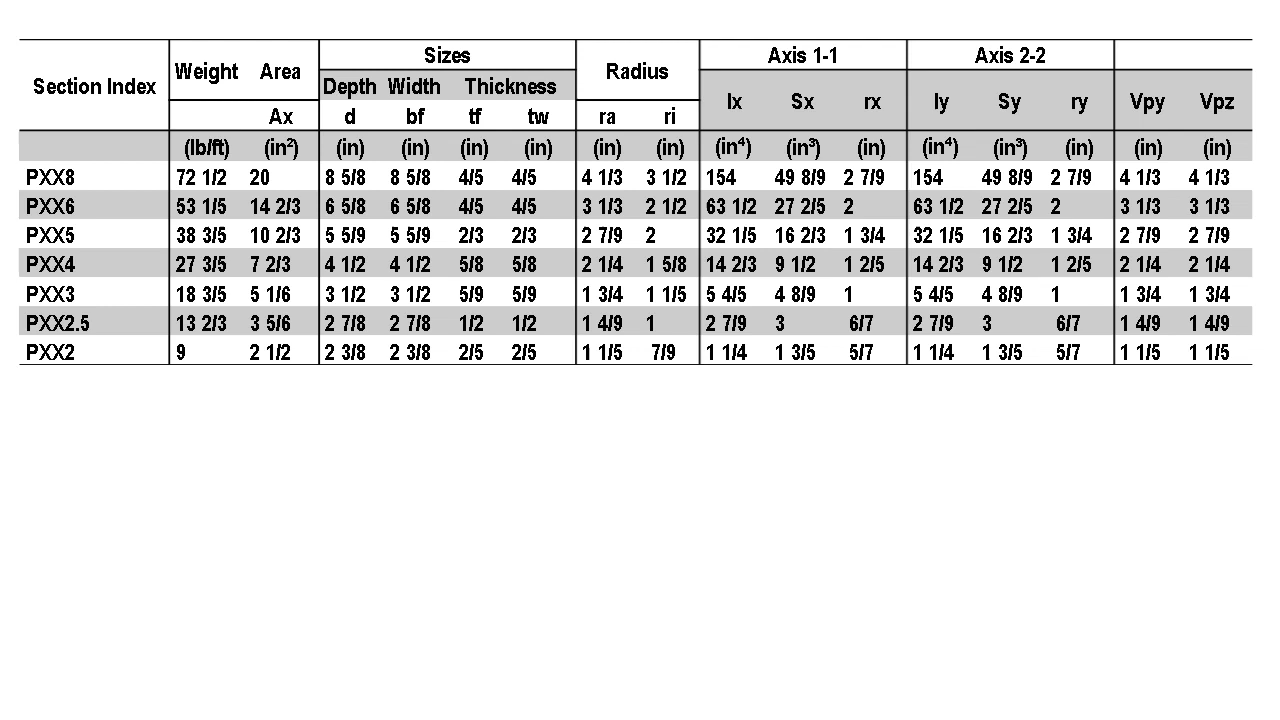 Sizes Axis 1-1 Axis 2-2
Section Index Weight Area Radius
Depth Width Thickness Ix Sx rx Iy Sy ry Vpy Vpz
Ax d bf tf tw ra ri
(lb/ft) (in²) (in) (in) (in) (in) (in) (in) (in⁴) (in³) (in) (in⁴) (in³) (in) (in) (in)
PXX8 72 1/2 20 8 5/8 8 5/8 4/5 4/5 4 1/3 3 1/2 154 49 8/9 2 7/9 154 49 8/9 2 7/9 4 1/3 4 1/3
PXX6 53 1/5 14 2/3 6 5/8 6 5/8 4/5 4/5 3 1/3 2 1/2 63 1/2 27 2/5 2 63 1/2 27 2/5 2 3 1/3 3 1/3
PXX5 38 3/5 10 2/3 5 5/9 5 5/9 2/3 2/3 2 7/9 2 32 1/5 16 2/3 1 3/4 32 1/5 16 2/3 1 3/4 2 7/9 2 7/9
PXX4 27 3/5 7 2/3 4 1/2 4 1/2 5/8 5/8 2 1/4 1 5/8 14 2/3 9 1/2 1 2/5 14 2/3 9 1/2 1 2/5 2 1/4 2 1/4
PXX3 18 3/5 5 1/6 3 1/2 3 1/2 5/9 5/9 1 3/4 1 1/5 5 4/5 4 8/9 1 5 4/5 4 8/9 1 1 3/4 1 3/4
PXX2.5 13 2/3 3 5/6 2 7/8 2 7/8 1/2 1/2 1 4/9 1 2 7/9 3 6/7 2 7/9 3 6/7 1 4/9 1 4/9
PXX2 9 2 1/2 2 3/8 2 3/8 2/5 2/5 1 1/5 7/9 1 1/4 1 3/5 5/7 1 1/4 1 3/5 5/7 1 1/5 1 1/5